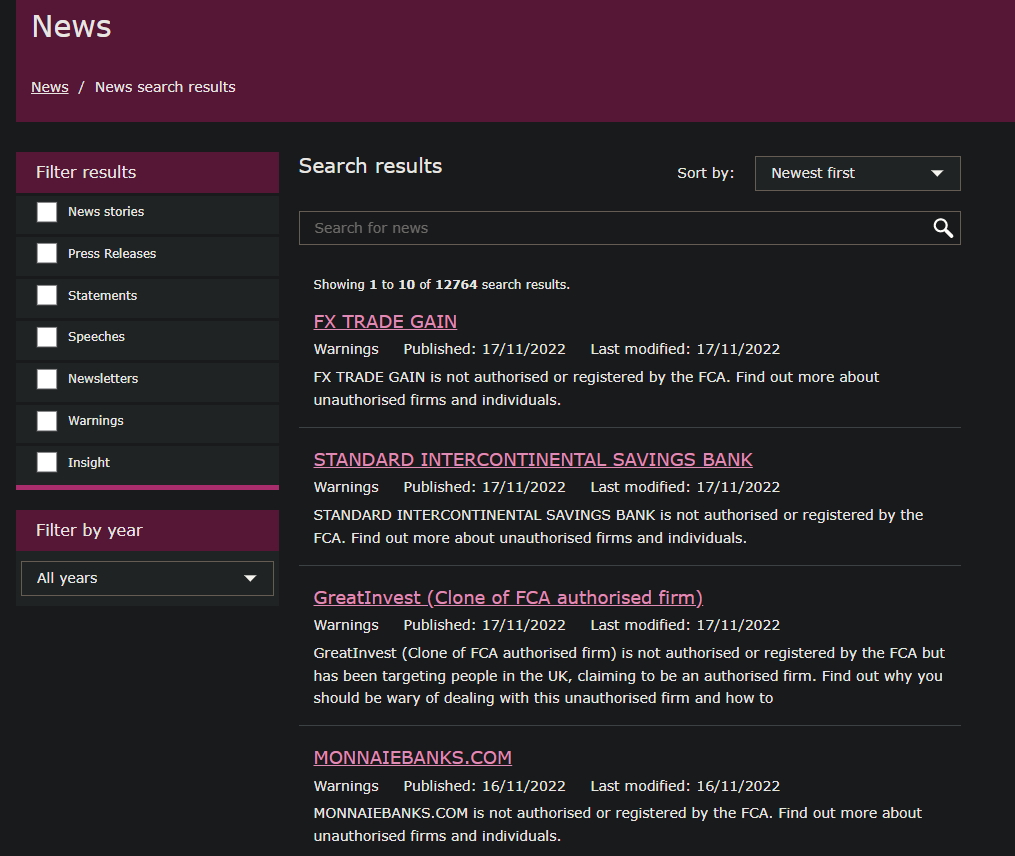 News
News / News search results
Filter results
News stories
Press Releases
Statements
Speeches
Newsletters
Warnings
Insight
Filter by year
All years
Search results
Sort by: Newest first
Search for news
Showing 1 to 10 of 12764 search results.
FX TRADE GAIN
Warnings Published: 17/11/2022 Last modified: 17/11/2022
FX TRADE GAIN is not authorised or registered by the FCA. Find out more about
unauthorised firms and individuals.
STANDARD INTERCONTINENTAL SAVINGS BANK
Warnings Published: 17/11/2022 Last modified: 17/11/2022
STANDARD INTERCONTINENTAL SAVINGS BANK is not authorised or registered by the
FCA. Find out more about unauthorised firms and individuals.
GreatInvest (Clone of FCA authorised firm)
Warnings Published: 17/11/2022 Last modified: 17/11/2022
GreatInvest (Clone of FCA authorised firm) is not authorised or registered by the FCA but
has been targeting people in the UK, claiming to be an authorised firm. Find out why you
should be wary of dealing with this unauthorised firm and how to
MONNAIEBANKS.COM
Warnings Published: 16/11/2022 Last modified: 16/11/2022
MONNAIEBANKS.COM is not authorised or registered by the FCA. Find out more about
unauthorised firms and individuals.